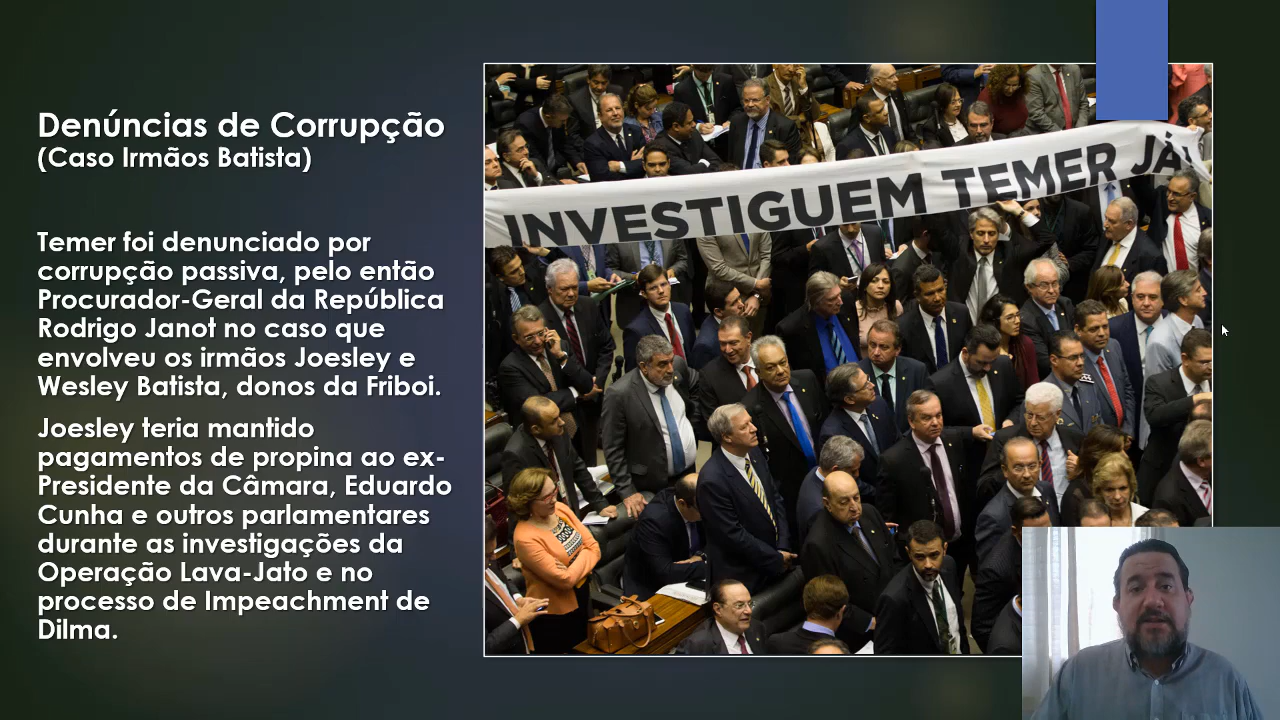 Denúncias de Corrupção
(Caso Irmãos Batista)
Temer foi denunciado por
corrupção passiva, pelo então
Procurador-Geral da República
Rodrigo Janot no caso que
envolveu os irmãos Joesley e
Wesley Batista, donos da Friboi.
Joesley teria mantido
pagamentos de propina ao ex-
Presidente da Câmara, Eduardo
Cunha e outros parlamentares
durante as investigações da
Operação Lava-Jato e no
processo de Impeachment de
Dilma.
INVESTIGUEM TEMER JÁ!